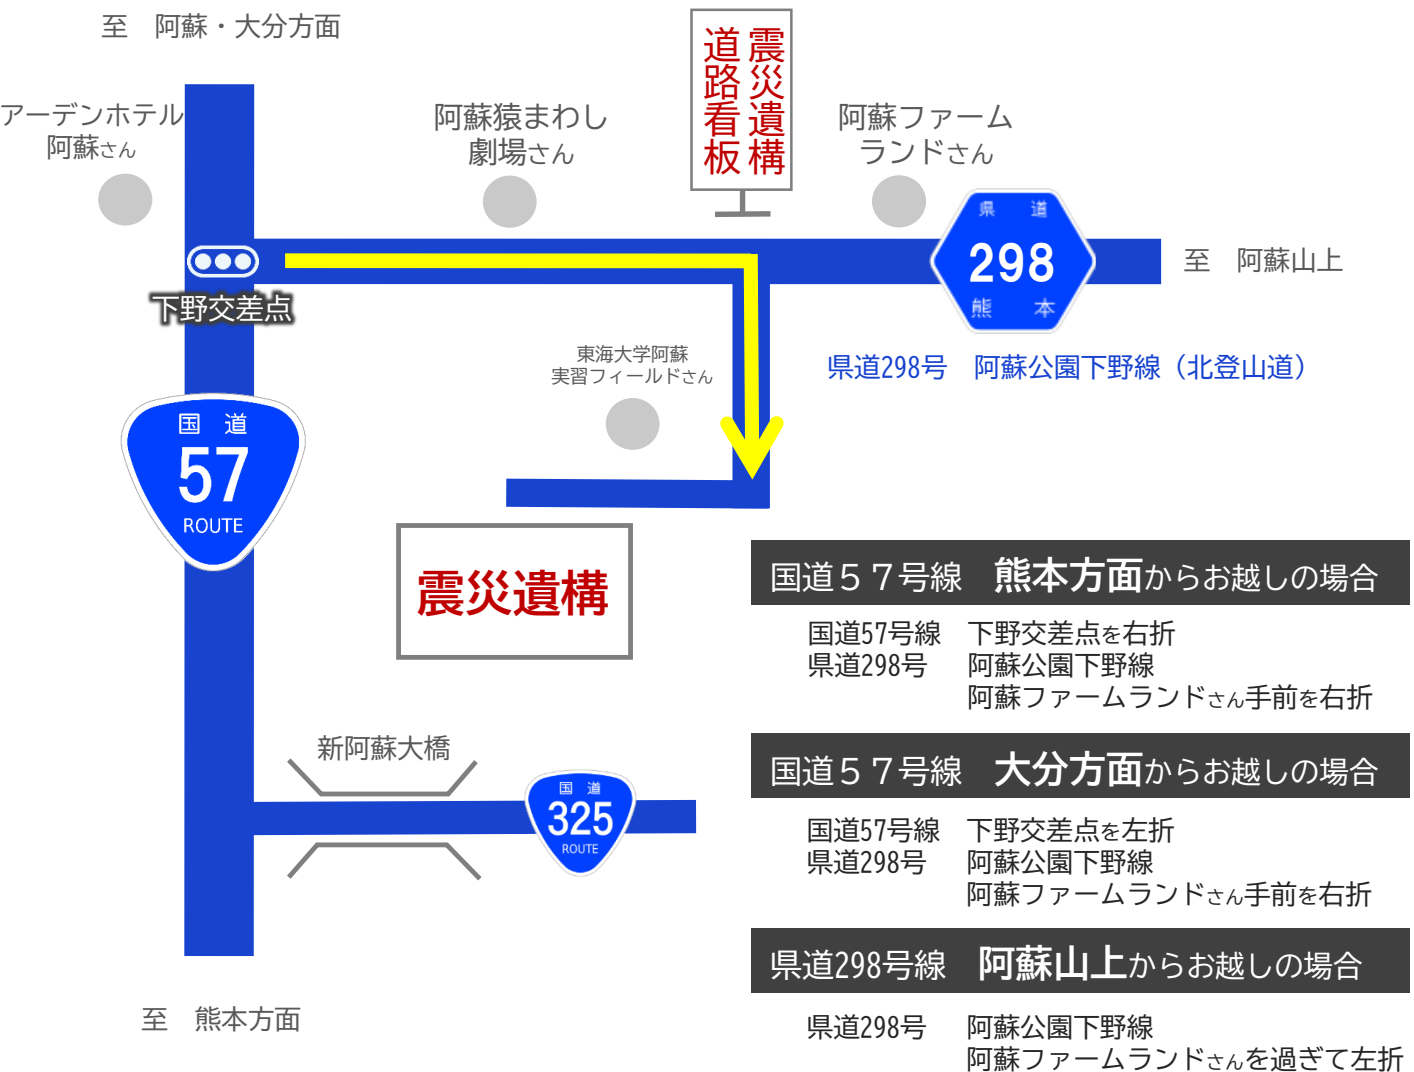 至　阿蘇・大分方面
アーデンホテル
阿蘇さん
阿蘇猿まわし
劇場さん
震災遺構
道路看板
阿蘇ファーム
ランドさん
県　道
298
熊　本
至　阿蘇山上
下野交差点
県道298号　阿蘇公園下野線（北登山道）
東海大学阿蘇
実習フィールドさん
国　道
57
ROUTE
震災遺構
新阿蘇大橋
国　道
325
ROUTE
至　熊本方面
国道５７号線　熊本方面からお越しの場合
国道57号線　下野交差点を右折
県道298号　阿蘇公園下野線
阿蘇ファームランドさん手前を右折
国道５７号線　大分方面からお越しの場合
国道57号線　下野交差点を左折
県道298号　阿蘇公園下野線
阿蘇ファームランドさん手前を右折
県道298号線　阿蘇山上からお越しの場合
県道298号　阿蘇公園下野線
阿蘇ファームランドさんを過ぎて左折